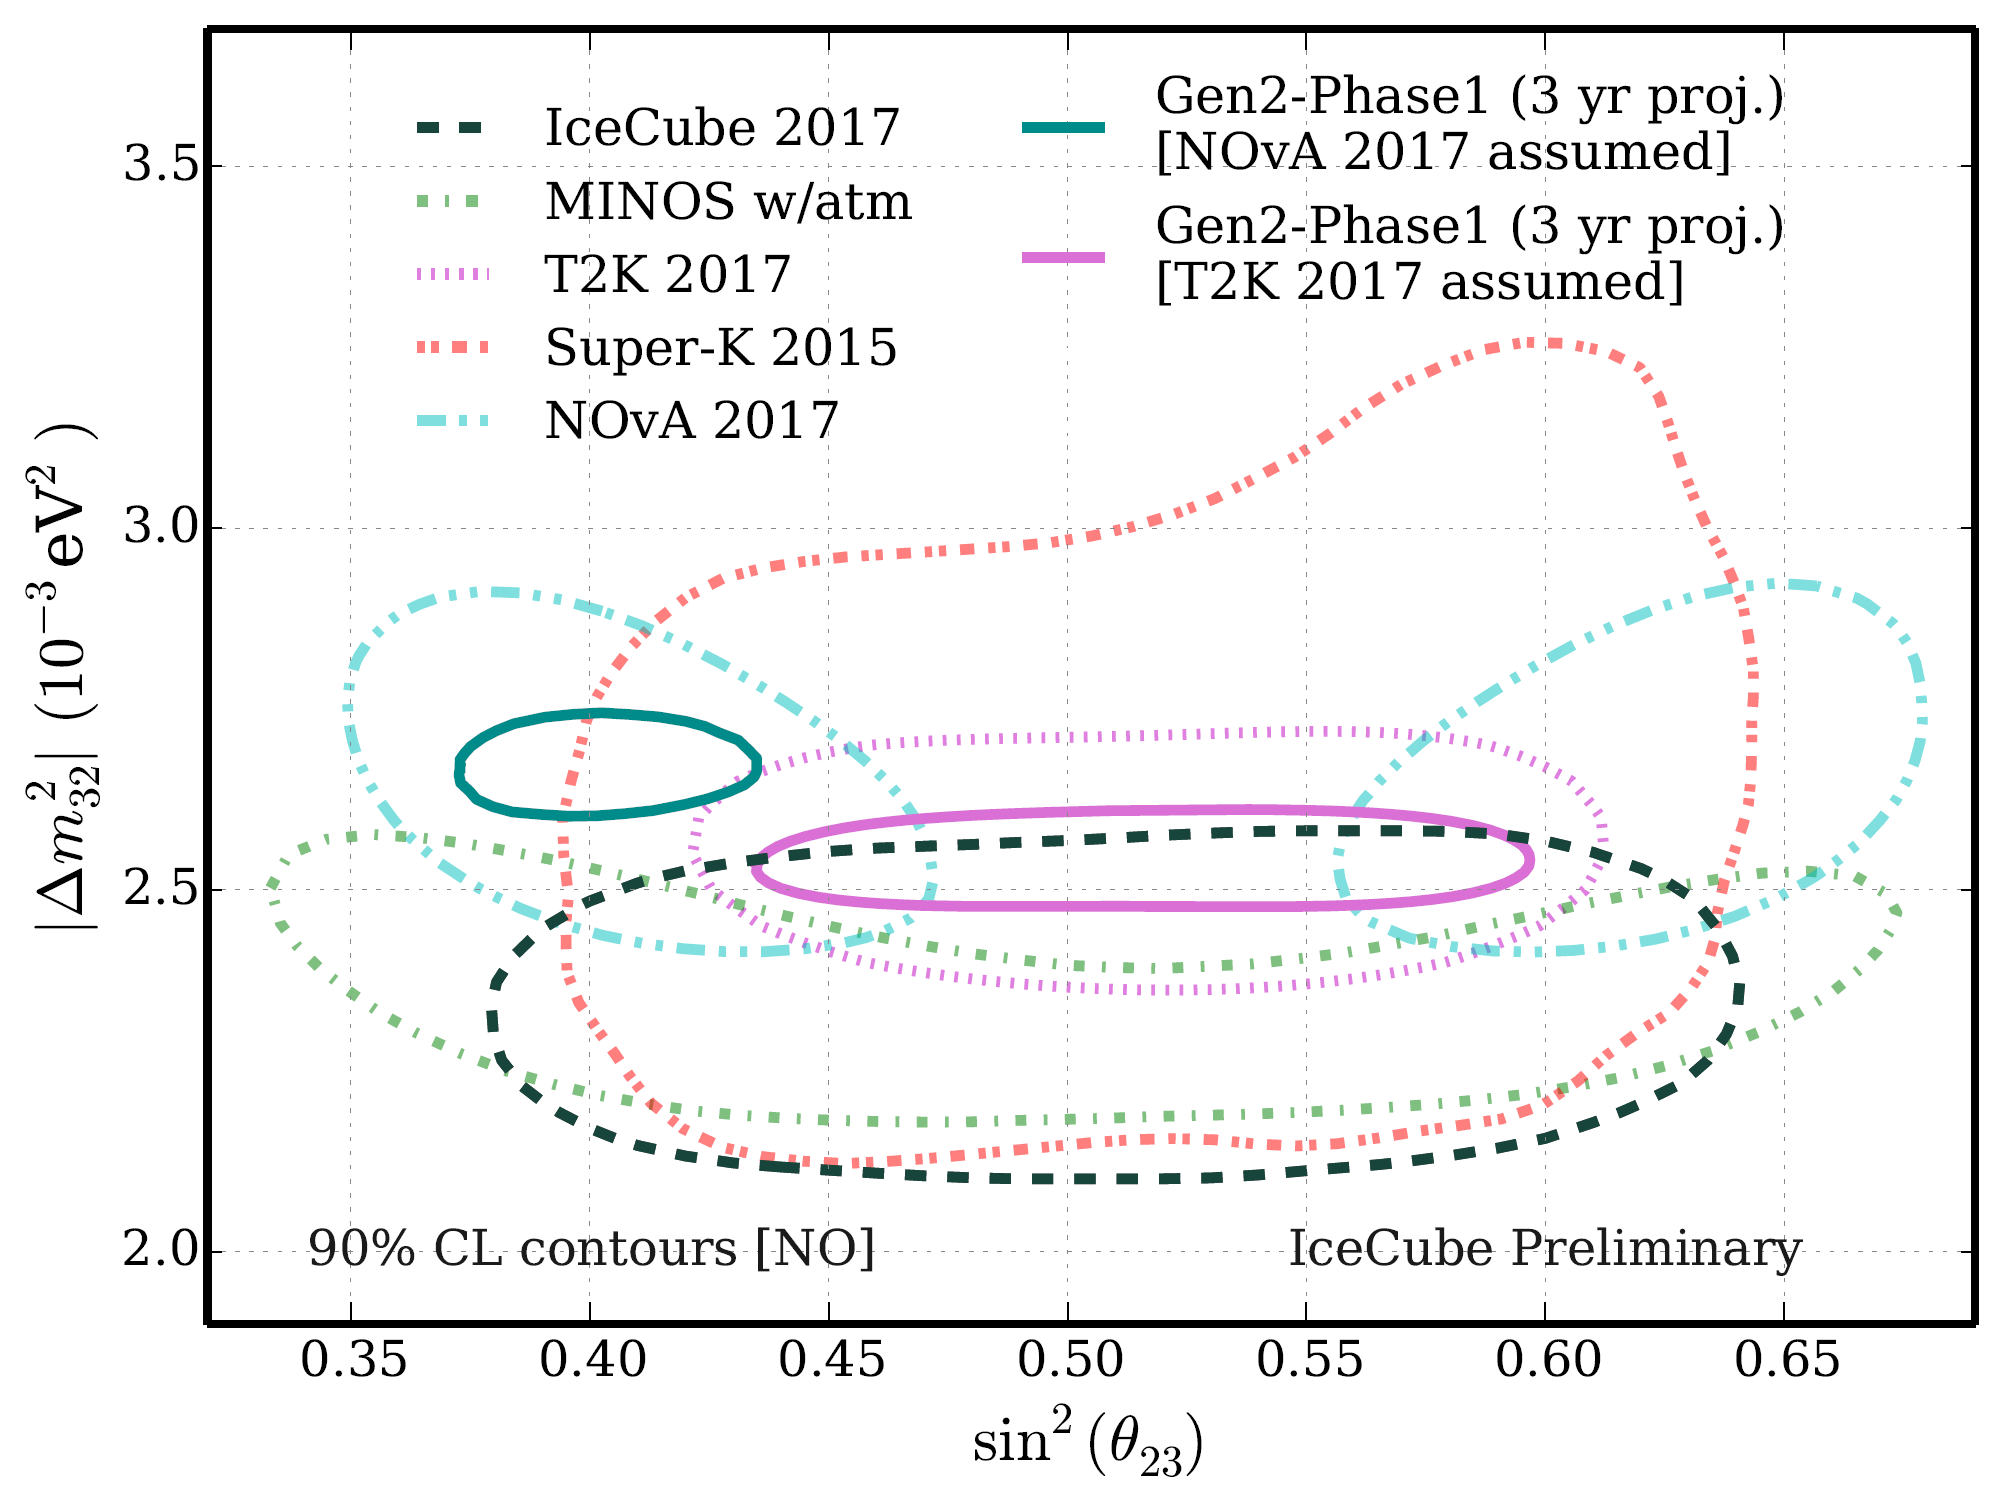 IceCube 2017
MINOS w/atm
T2K 2017
Super-K 2015
NOvA 2017
Gen2-Phase1 (3 yr proj.)
[NOvA 2017 assumed]
Gen2-Phase1 (3 yr proj.)
[T2K 2017 assumed]
|Δm²₃₂| (10⁻³ eV²)
3.5
3.0
2.5
2.0
90% CL contours [NO]
IceCube Preliminary
0.35 0.40 0.45 0.50 0.55 0.60 0.65
sin² (θ₂₃)